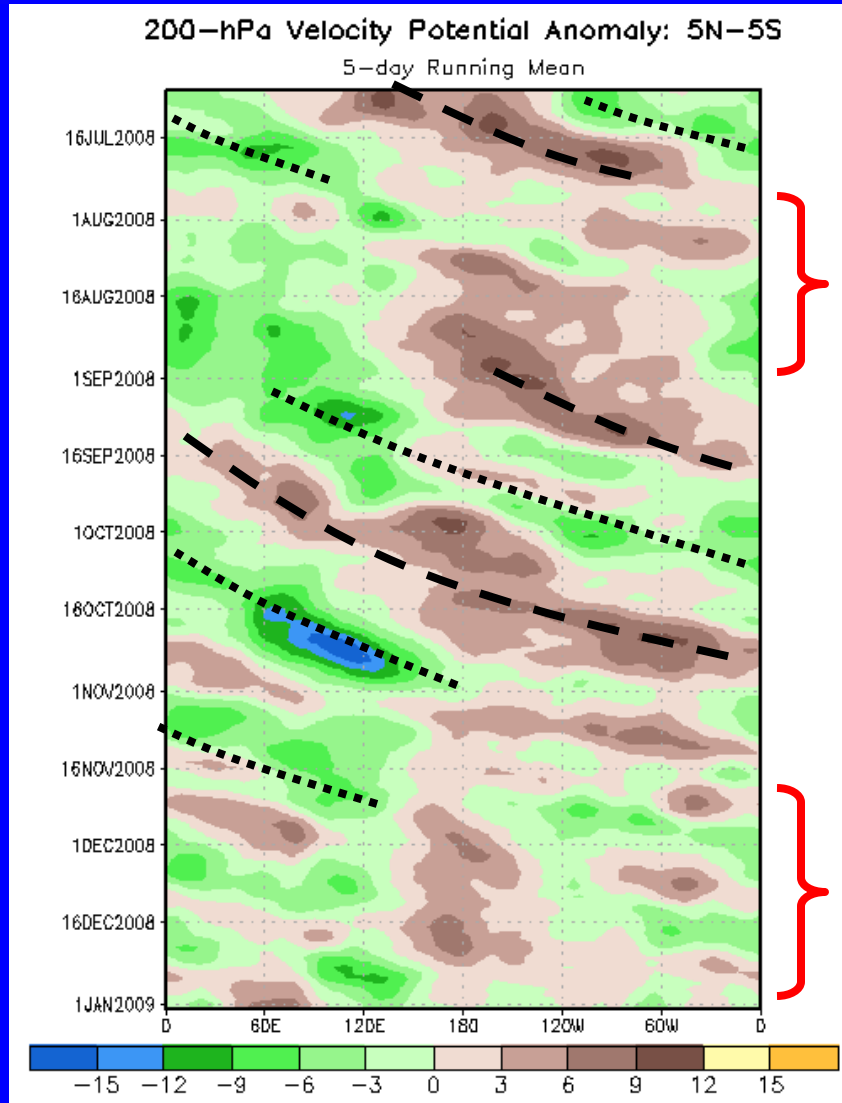 200-hPa Velocity Potential Anomaly: 5N-5S
5-day Running Mean
16JUL2008
1AUG2008
16AUG2008
1SEP2008
16SEP2008
1OCT2008
16OCT2008
1NOV2008
16NOV2008
1DEC2008
16DEC2008
1JAN2009
0 60E 120E 180 120W 60W 0
-15 -12 -9 -6 -3 0 3 6 9 12 15